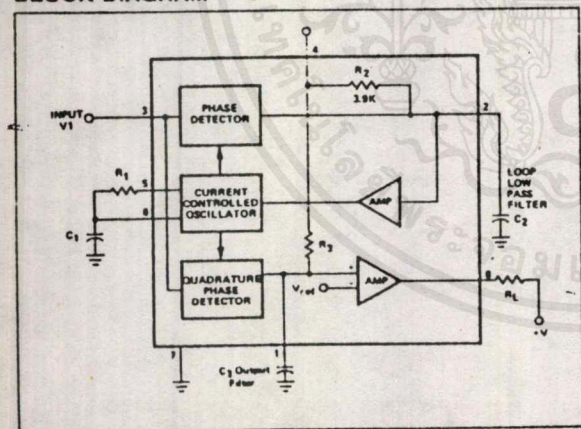 BLOCK DIAGRAM
4
R2
3.9K
INPUT
V1
3
PHASE
DETECTOR
2
R1
5
CURRENT
CONTROLLED
OSCILLATOR
6
AMP
LOOP
LOW
PASS
FILTER
C2
C1
R3
QUADRATURE
PHASE
DETECTOR
+
AMP
Vref
-
8
RL
+V
7
1
C3 Output
Filter